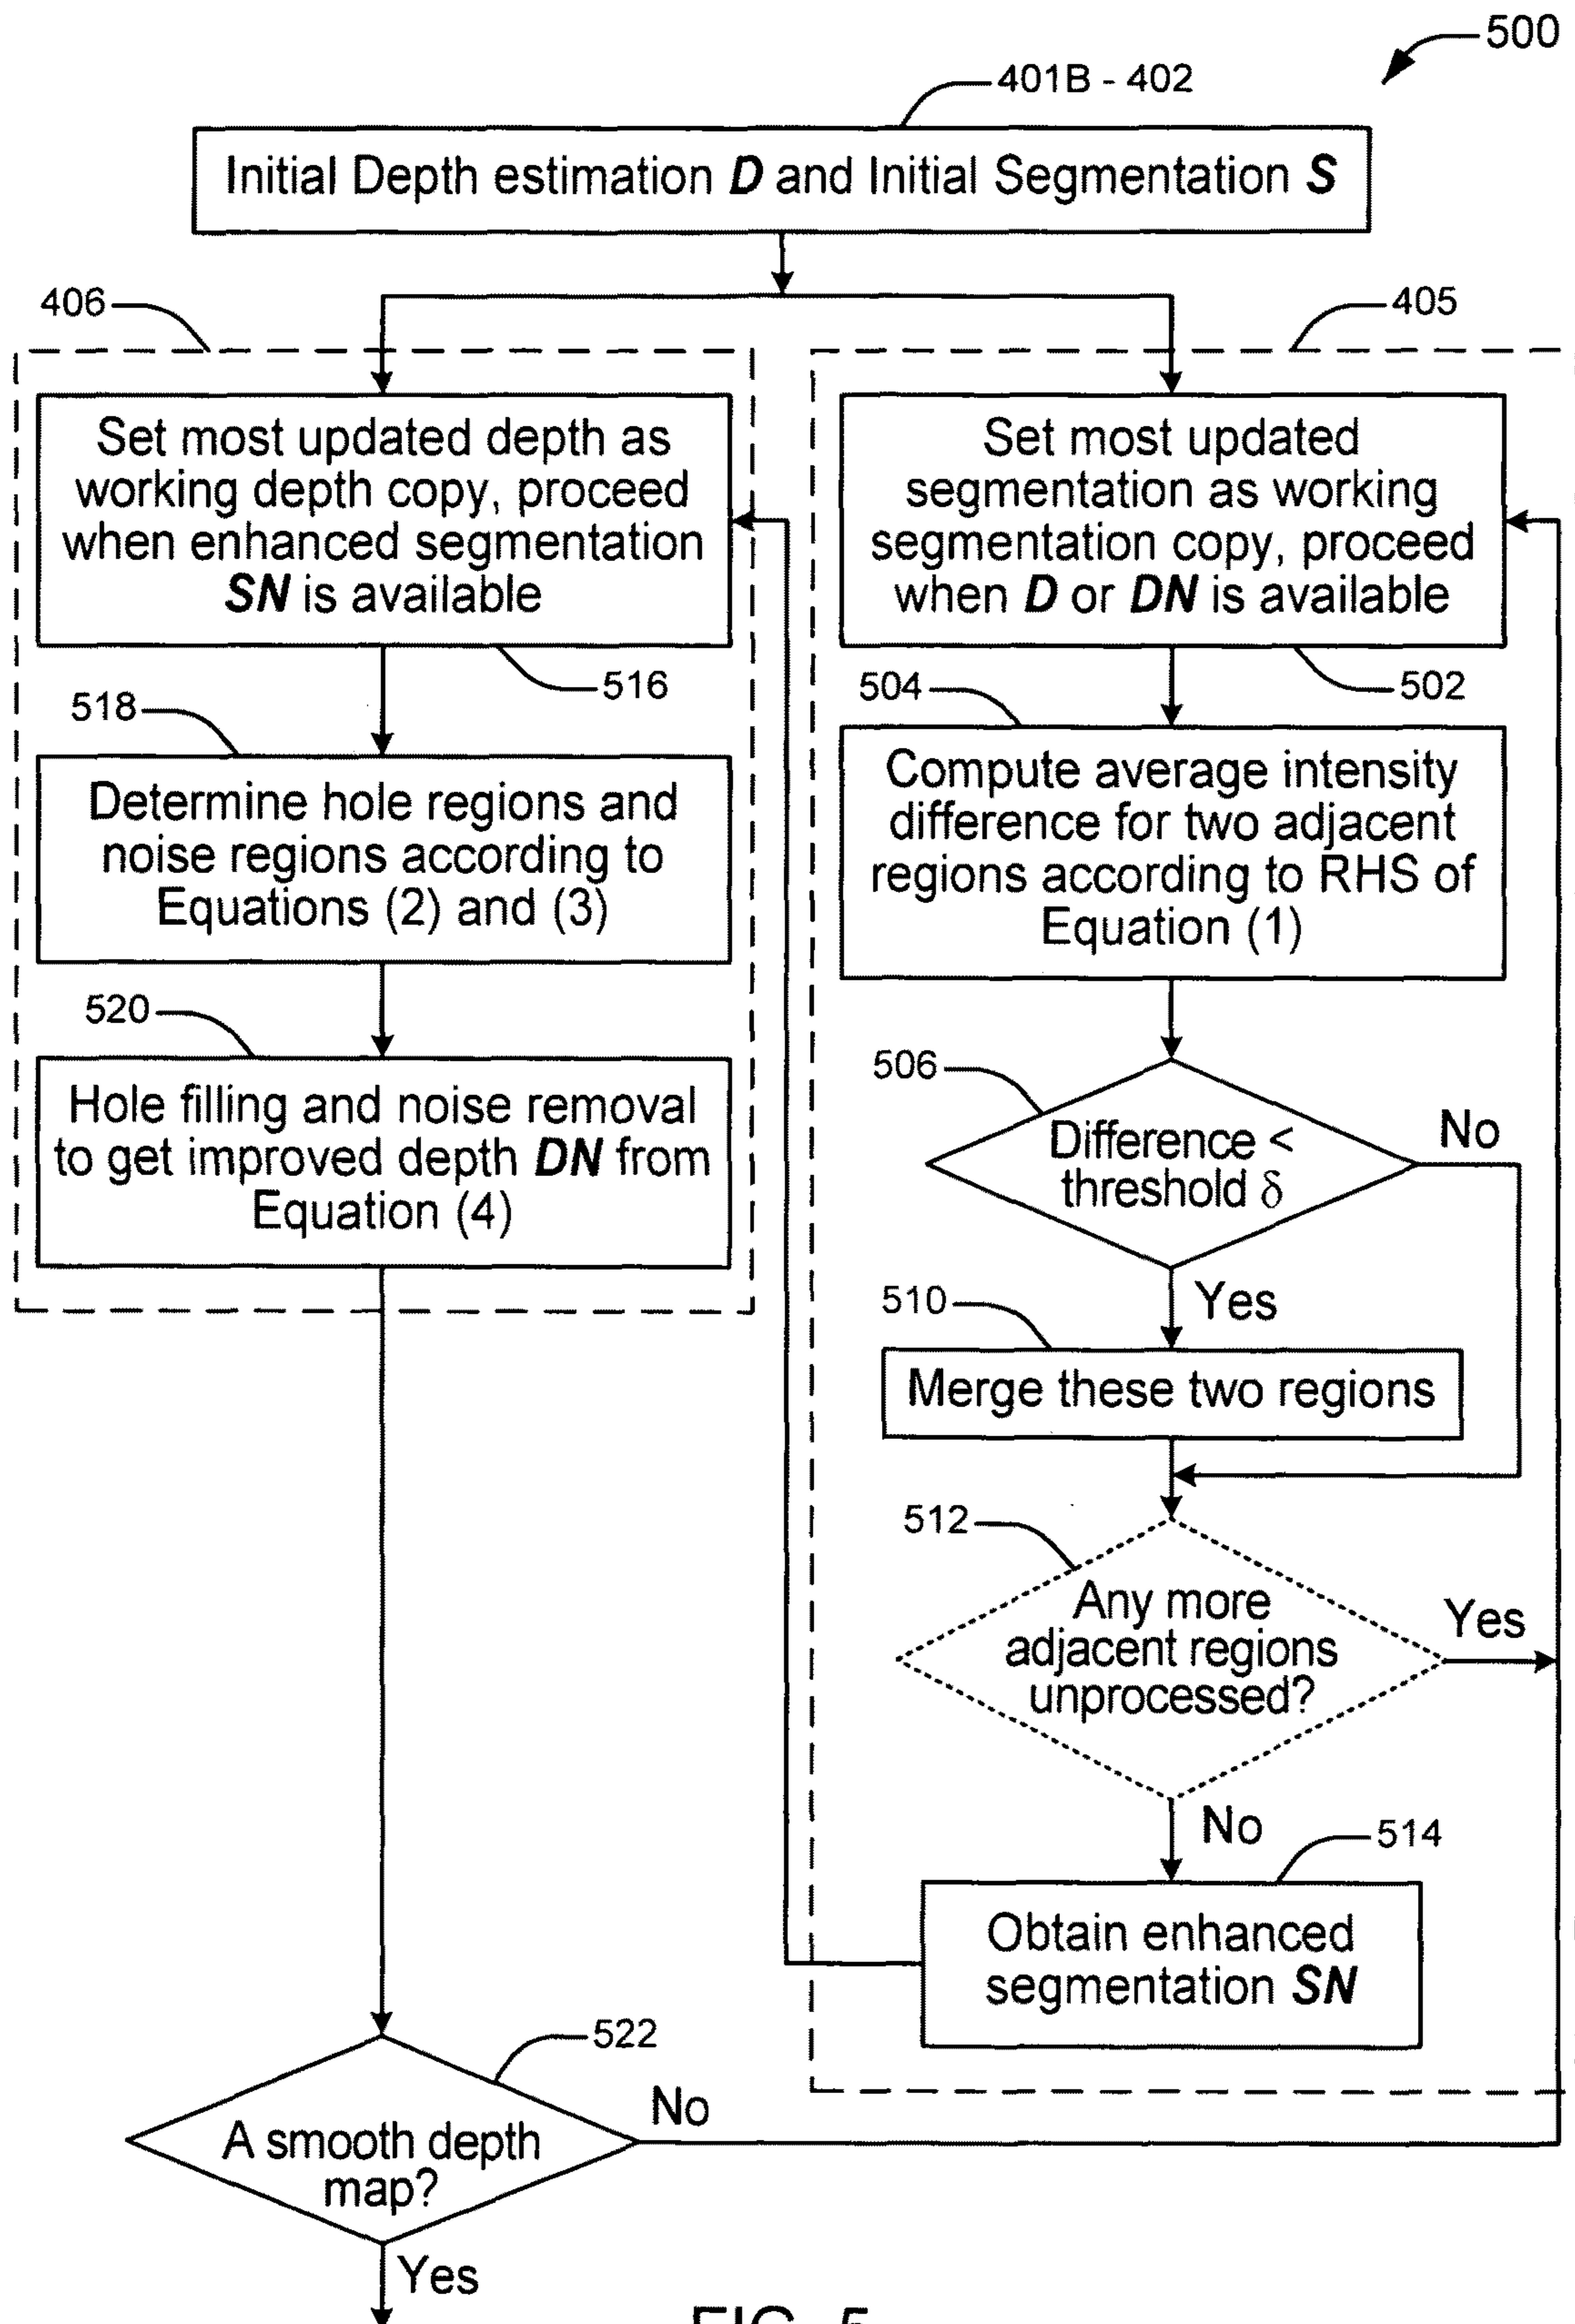 500
401B - 402
Initial Depth estimation D and Initial Segmentation S
406
405
Set most updated depth as
working depth copy, proceed
when enhanced segmentation
SN is available
516
Set most updated
segmentation as working
segmentation copy, proceed
when D or DN is available
502
518
Determine hole regions and
noise regions according to
Equations (2) and (3)
504
Compute average intensity
difference for two adjacent
regions according to RHS of
Equation (1)
520
Hole filling and noise removal
to get improved depth DN from
Equation (4)
506
Difference <
threshold δ
No
Yes
510
Merge these two regions
512
Any more
adjacent regions
unprocessed?
Yes
No
514
Obtain enhanced
segmentation SN
522
A smooth depth
map?
No
Yes
FIG. 5